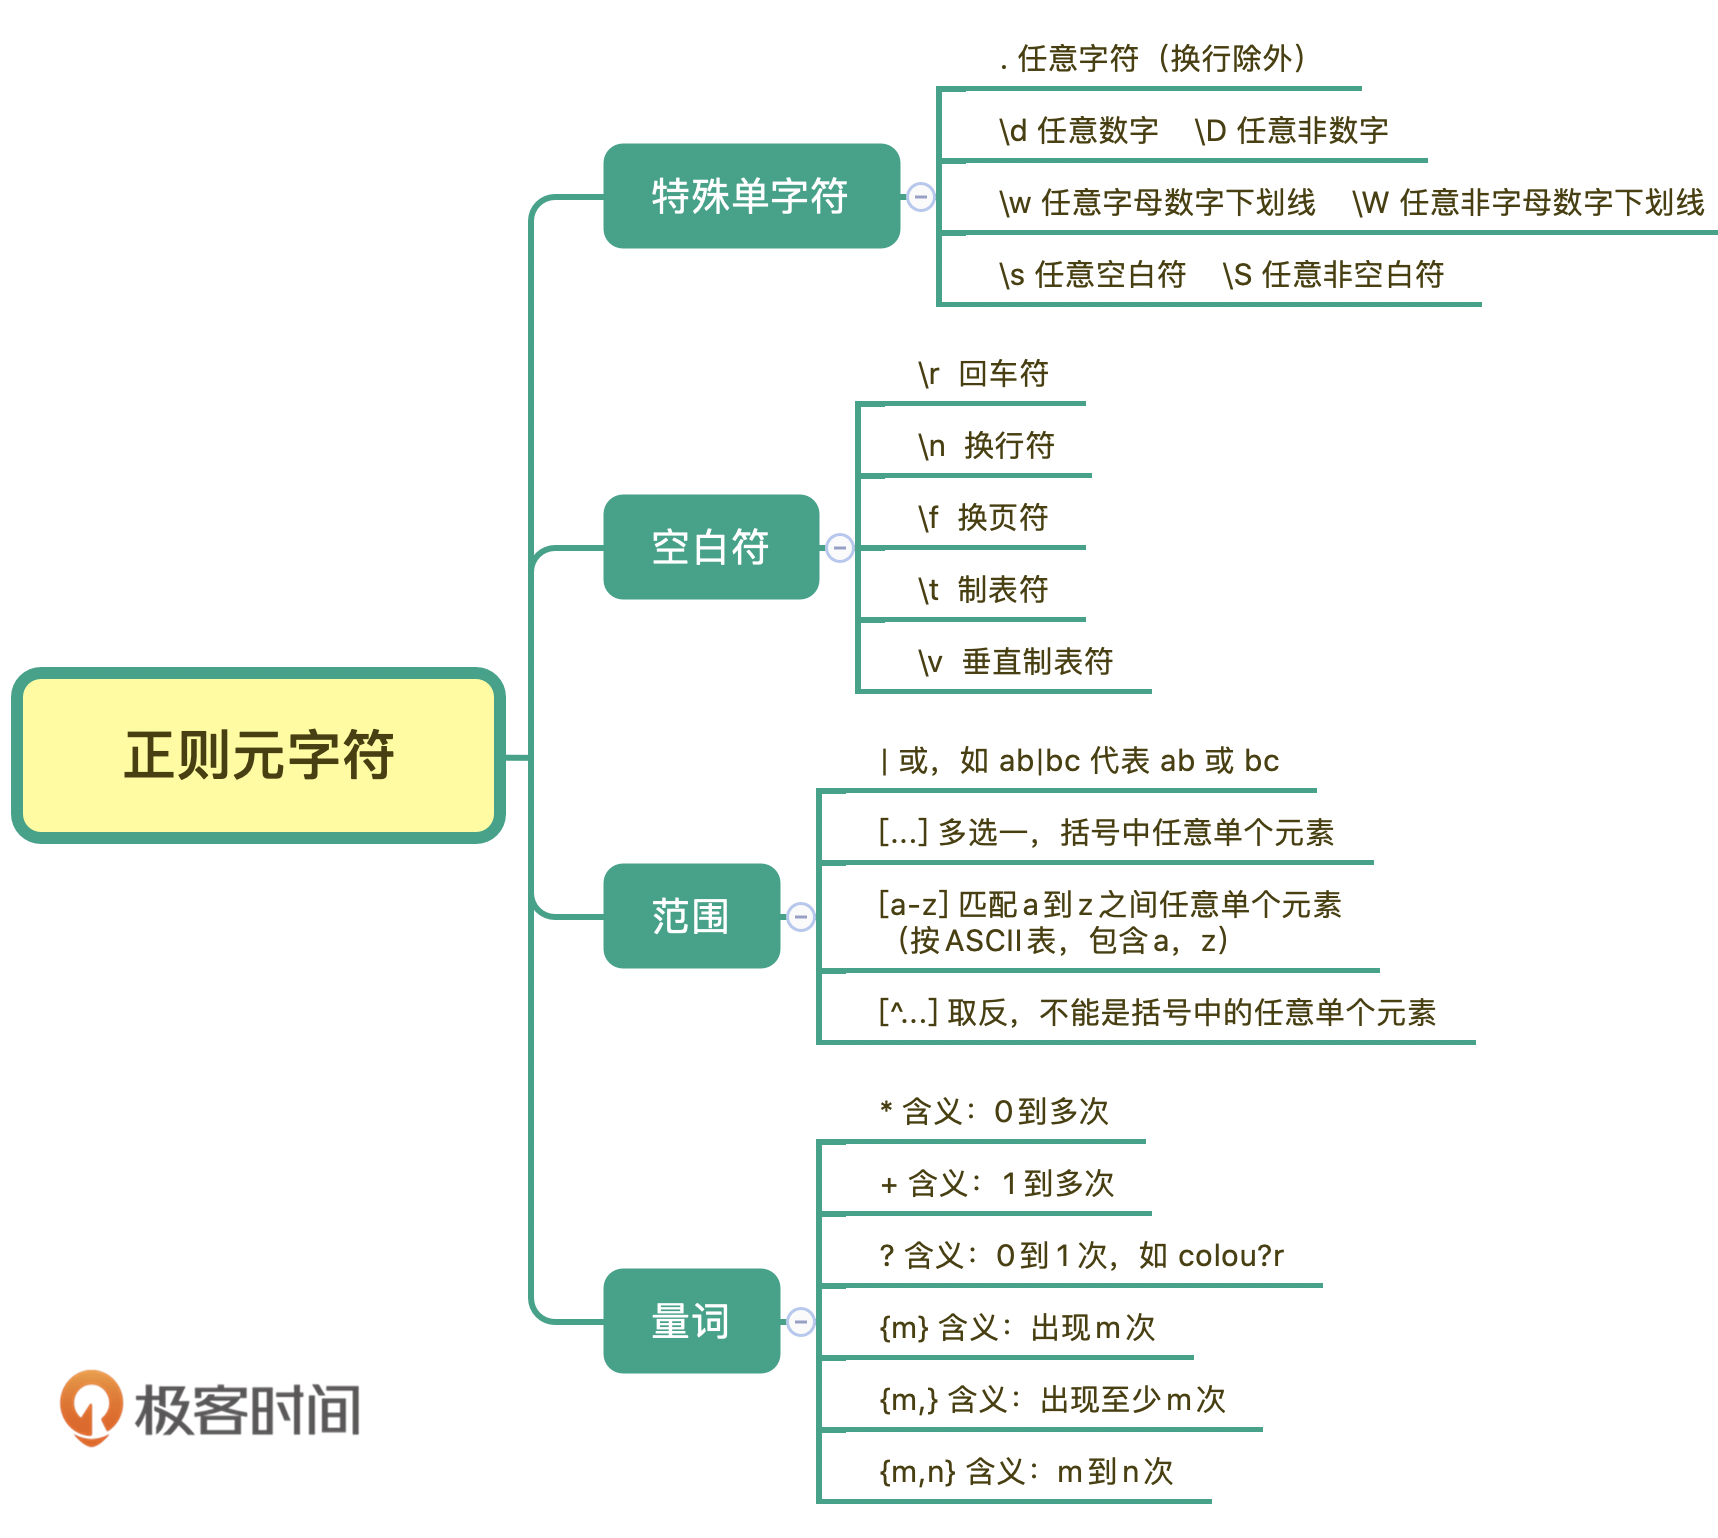 . 任意字符（换行除外）
\d 任意数字 \D 任意非数字
特殊单字符
\w 任意字母数字下划线 \W 任意非字母数字下划线
\s 任意空白符 \S 任意非空白符
\r 回车符
\n 换行符
空白符
\f 换页符
\t 制表符
\v 垂直制表符
正则元字符
| 或，如 ab|bc 代表 ab 或 bc
[...] 多选一，括号中任意单个元素
范围
[a-z] 匹配 a 到 z 之间任意单个元素
（按 ASCII 表，包含 a，z）
[^...] 取反，不能是括号中的任意单个元素
* 含义：0 到多次
+ 含义：1 到多次
? 含义：0 到 1 次，如 colou?r
量词
{m} 含义：出现 m 次
{m,} 含义：出现至少 m 次
{m,n} 含义：m 到 n 次
极客时间